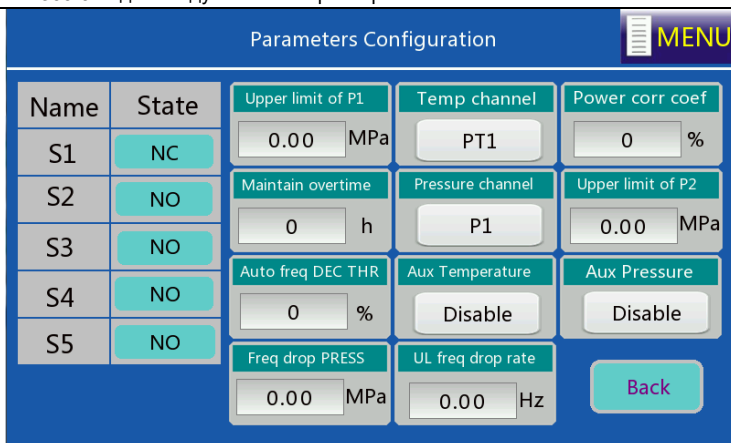 Parameters Configuration
MENU
Name State
S1 NC
S2 NO
S3 NO
S4 NO
S5 NO
Upper limit of P1
0.00 MPa
Temp channel
PT1
Power corr coef
0 %
Maintain overtime
0 h
Pressure channel
P1
Upper limit of P2
0.00 MPa
Auto freq DEC THR
0 %
Aux Temperature
Disable
Aux Pressure
Disable
Freq drop PRESS
0.00 MPa
UL freq drop rate
0.00 Hz
Back